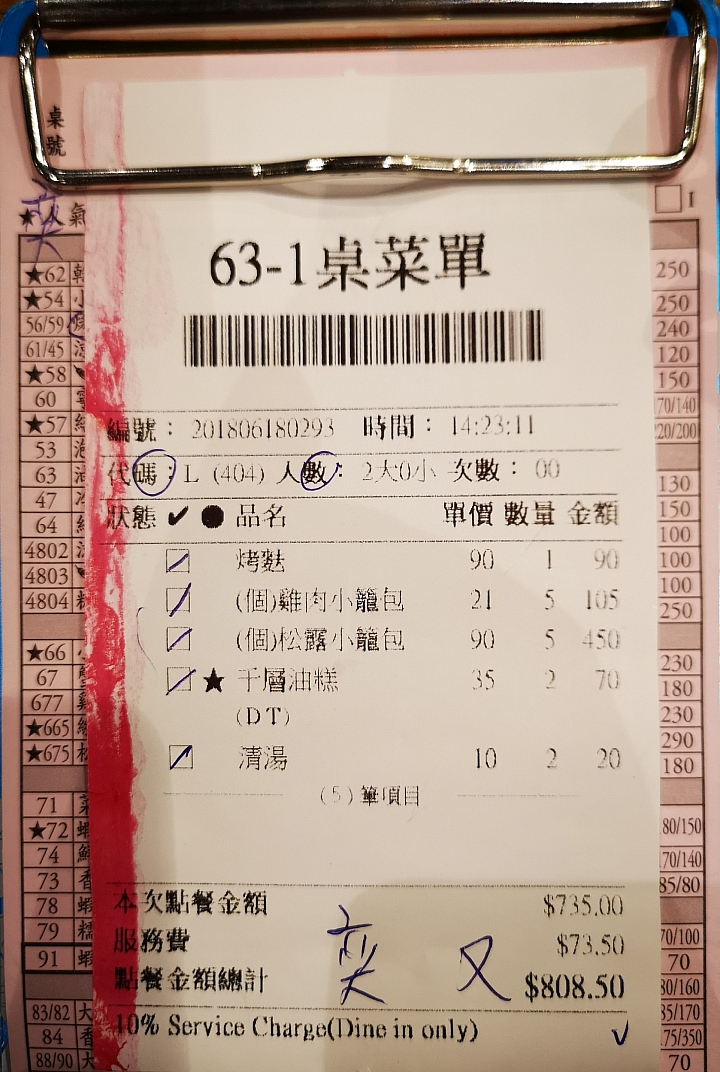 桌
號
★人氣
63-1桌菜單
編號： 201806180293 時間： 14:23:11
代碼： L (404) 人數： 2大0小 次數： 00
狀態 ✔ ● 品名 單價 數量 金額
烤麩 90 1 90
(個)雞肉小籠包 21 5 105
(個)松露小籠包 90 5 450
★ 千層油糕 35 2 70
(DT)
清湯 10 2 20
(5)筆項目
本次點餐金額 $735.00
服務費 $73.50
點餐金額總計 $808.50
10% Service Charge(Dine in only)
★62 250
★54 250
56/59 240
61/45 120
★58 150
60 70/140
★57 20/200
53
63 130
47 150
64 100
4802 100
4803 100
4804 250
★66 230
67 180
677 230
★665 290
★675 180
71
★72 80/150
74 70/140
73 85/80
78
79 70/100
91 70
80/160
83/82 85/170
84 75/350
88/90 70